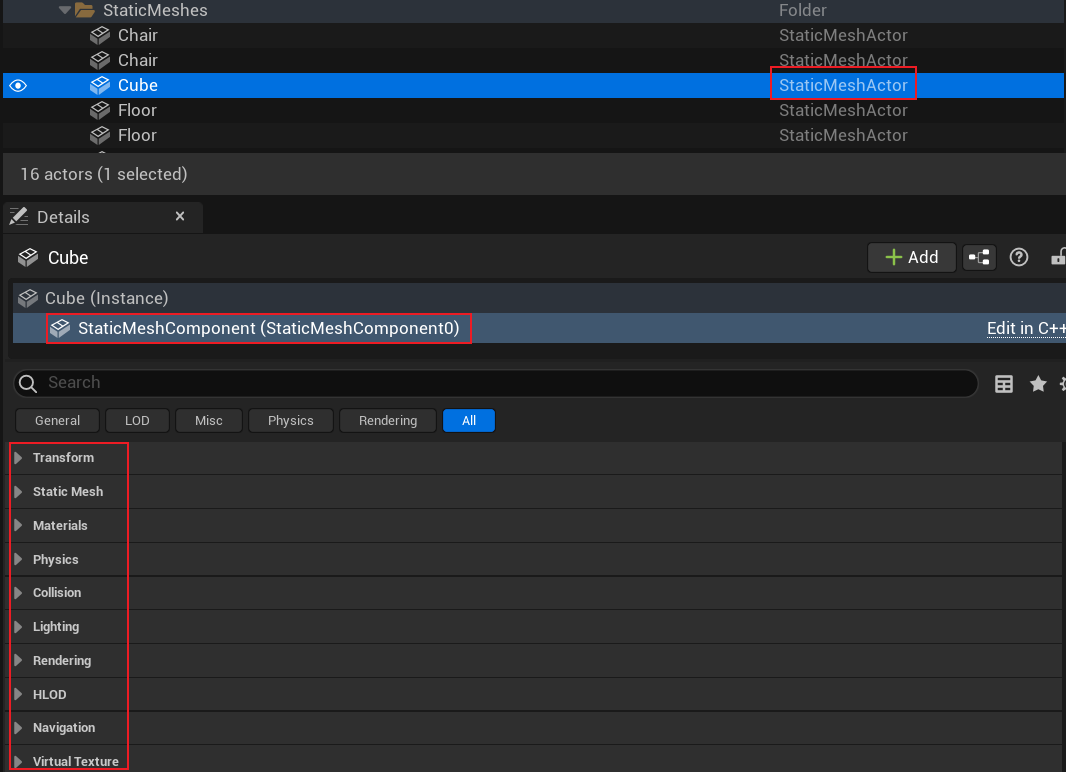 StaticMeshes Folder
Chair StaticMeshActor
Chair StaticMeshActor
Cube StaticMeshActor
Floor StaticMeshActor
Floor StaticMeshActor
16 actors (1 selected)
Details
Cube Add
Cube (Instance)
StaticMeshComponent (StaticMeshComponent0) Edit in C++
Search
General LOD Misc Physics Rendering All
Transform
Static Mesh
Materials
Physics
Collision
Lighting
Rendering
HLOD
Navigation
Virtual Texture